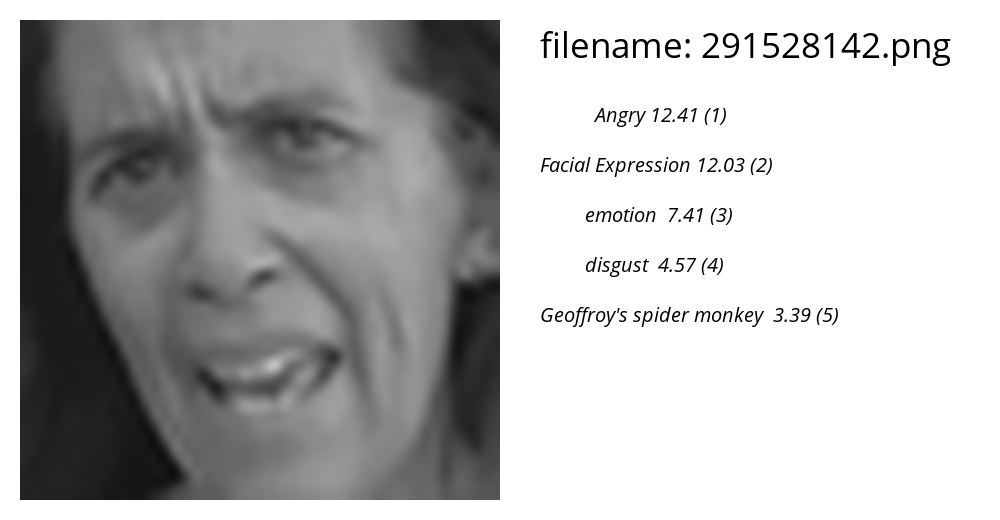 filename: 291528142.png
Angry 12.41 (1)
Facial Expression 12.03 (2)
emotion 7.41 (3)
disgust 4.57 (4)
Geoffroy's spider monkey 3.39 (5)